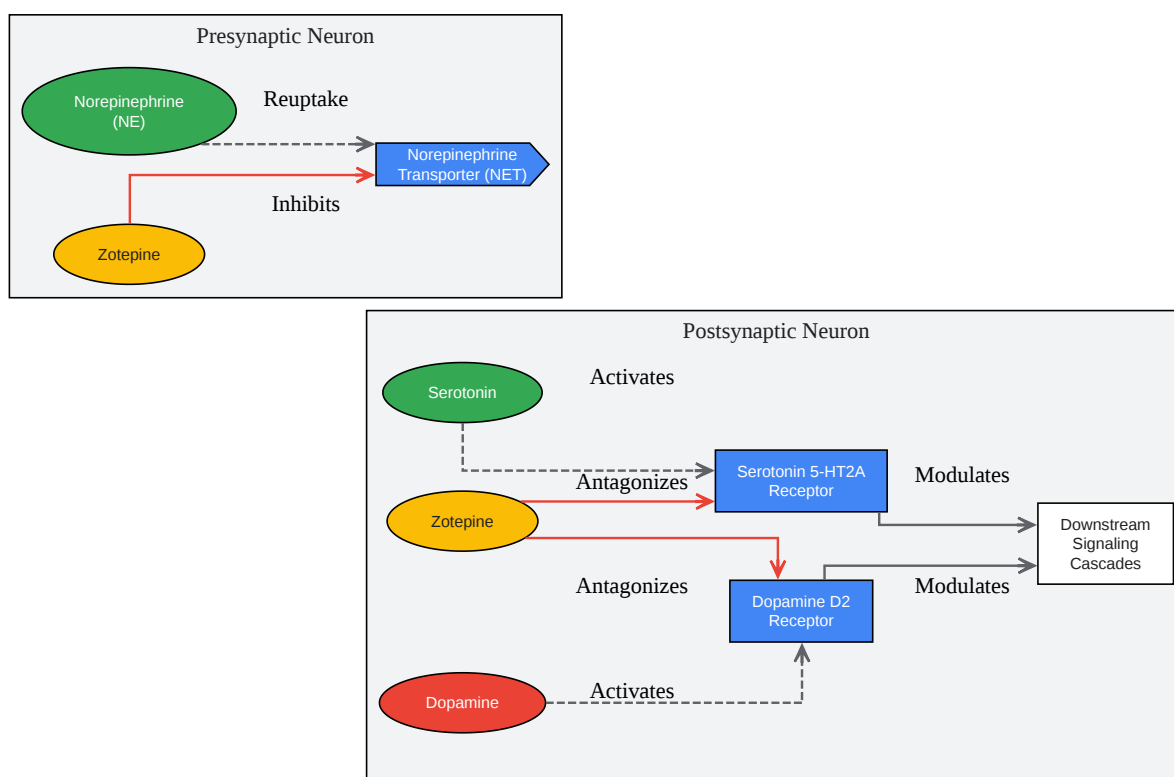 Presynaptic Neuron
Norepinephrine
(NE)
Reuptake
Norepinephrine
Transporter (NET)
Inhibits
Zotepine
Postsynaptic Neuron
Serotonin
Activates
Antagonizes
Serotonin 5-HT2A
Receptor
Modulates
Zotepine
Downstream
Signaling
Cascades
Antagonizes
Dopamine D2
Receptor
Modulates
Dopamine
Activates